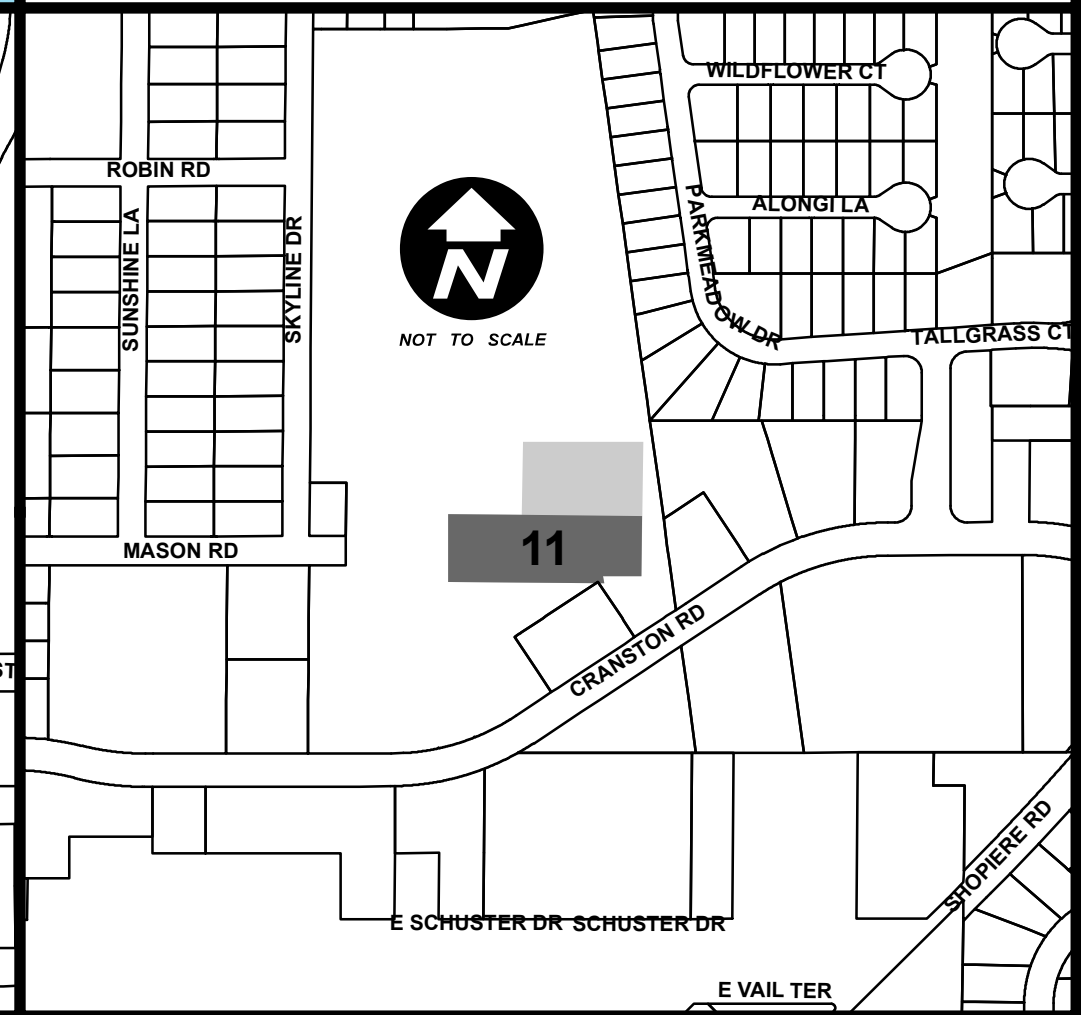 WILDFLOWER CT
ROBIN RD
ALONGI LA
SUNSHINE LA
SKYLINE DR
PARKMEADOW DR
N
NOT TO SCALE
TALLGRASS CT
11
MASON RD
CRANSTON RD
ST
SHOPIERE RD
E SCHUSTER DR SCHUSTER DR
E VAIL TER